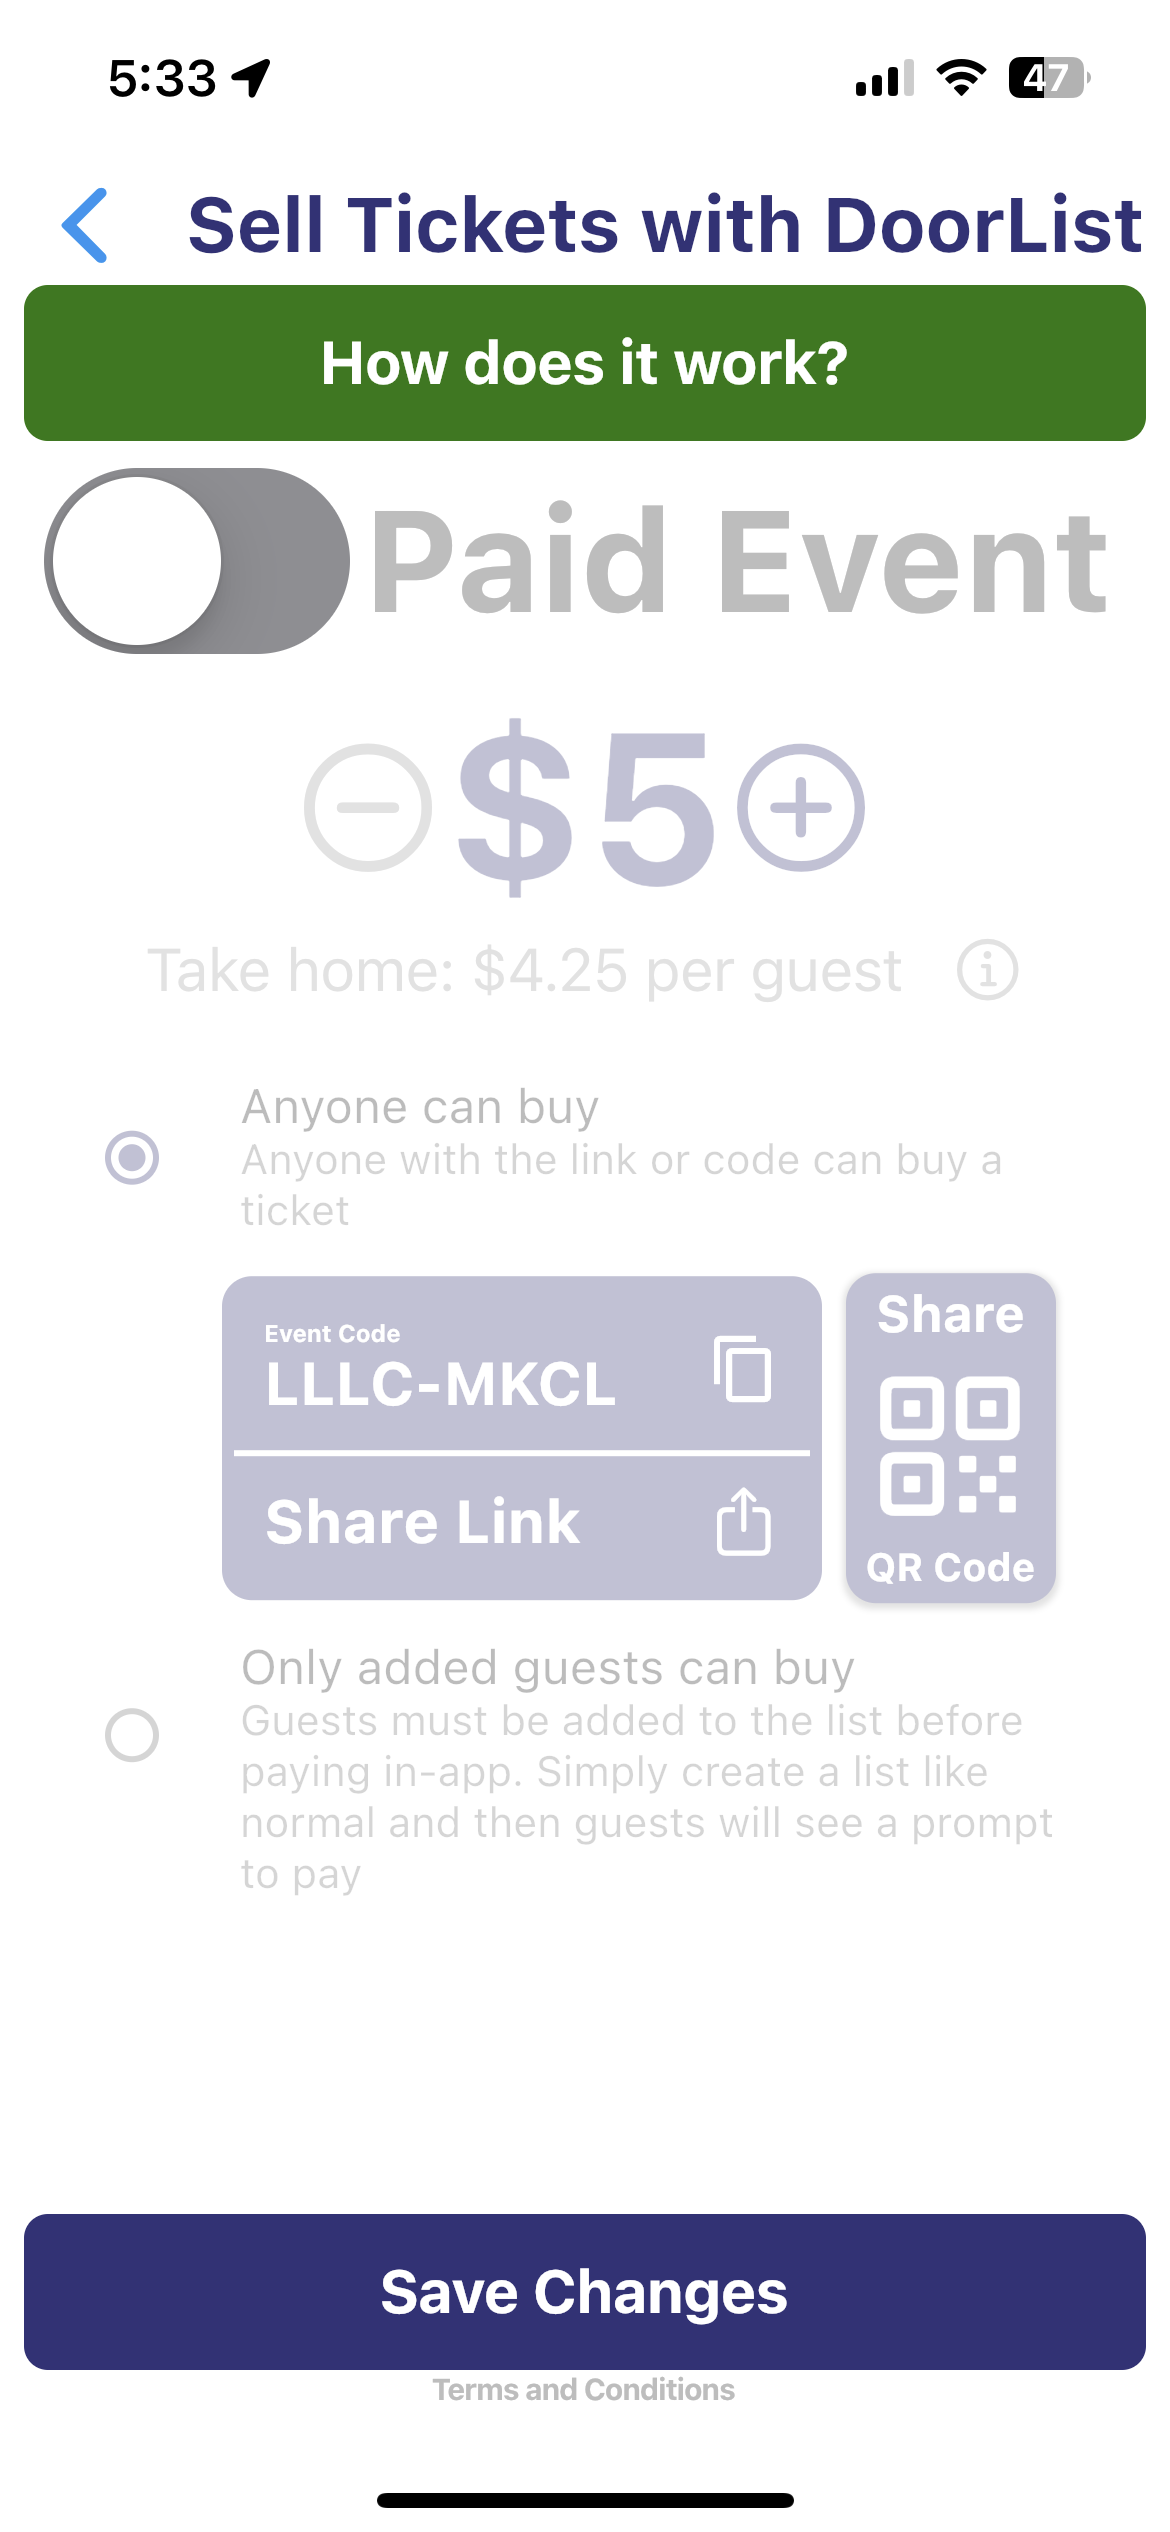 5:33
47
Sell Tickets with DoorList
How does it work?
Paid Event
$5
Take home: $4.25 per guest
Anyone can buy
Anyone with the link or code can buy a
ticket
Event Code
LLLC-MKCL
Share Link
Share
QR Code
Only added guests can buy
Guests must be added to the list before
paying in-app. Simply create a list like
normal and then guests will see a prompt
to pay
Save Changes
Terms and Conditions